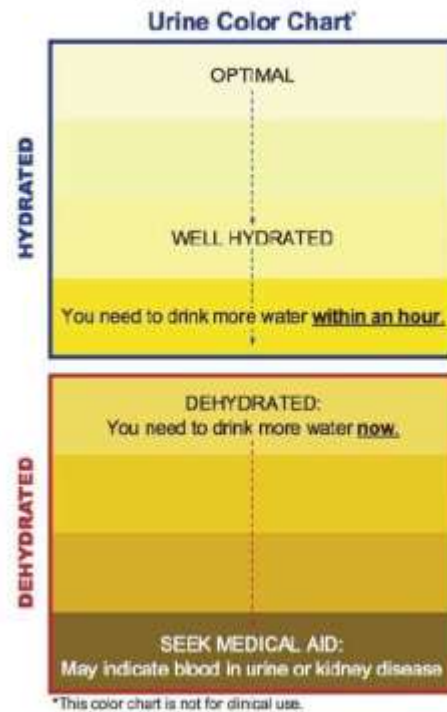 Urine Color Chart*
HYDRATED
OPTIMAL
WELL HYDRATED
You need to drink more water within an hour.
DEHYDRATED
DEHYDRATED:
You need to drink more water now.
SEEK MEDICAL AID:
May indicate blood in urine or kidney disease
*This color chart is not for clinical use.